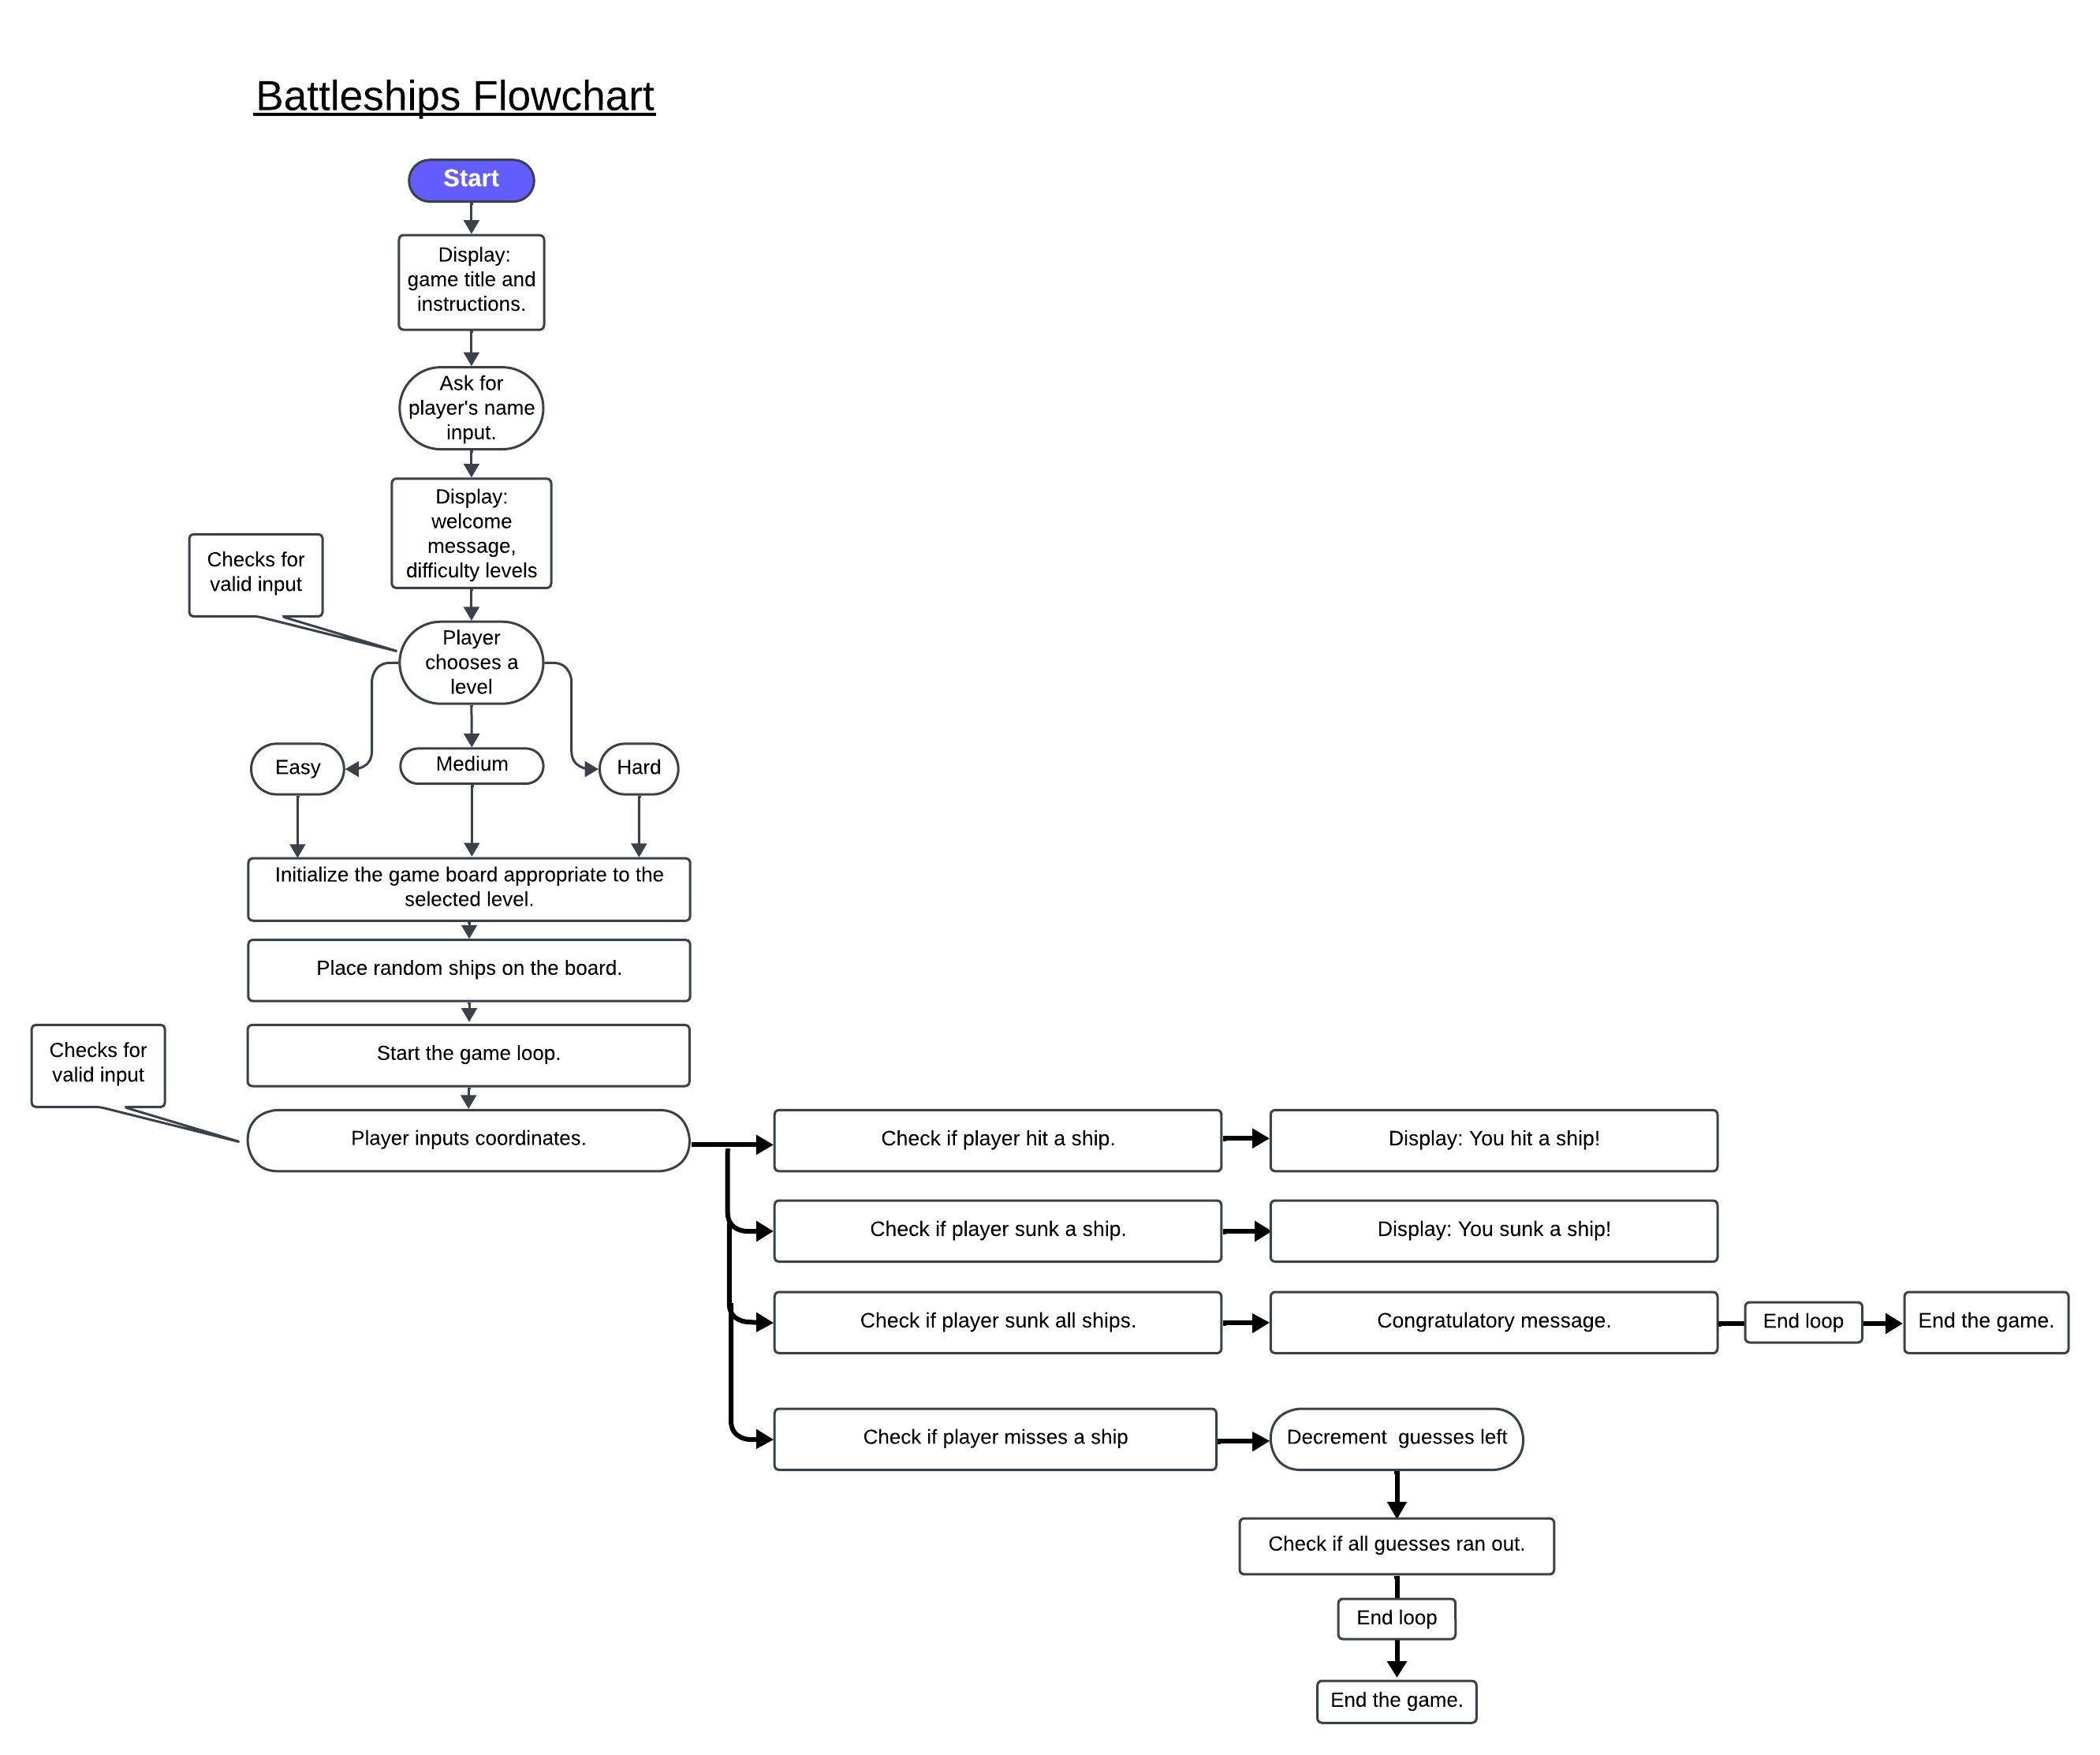 Battleships Flowchart
Start
Display:
game title and
instructions.
Ask for
player's name
input.
Display:
welcome
message,
difficulty levels
Checks for
valid input
Player
chooses a
level
Easy
Medium
Hard
Initialize the game board appropriate to the
selected level.
Place random ships on the board.
Start the game loop.
Checks for
valid input
Player inputs coordinates.
Check if player hit a ship.
Display: You hit a ship!
Check if player sunk a ship.
Display: You sunk a ship!
Check if player sunk all ships.
Congratulatory message.
End loop
End the game.
Check if player misses a ship
Decrement  guesses left
Check if all guesses ran out.
End loop
End the game.